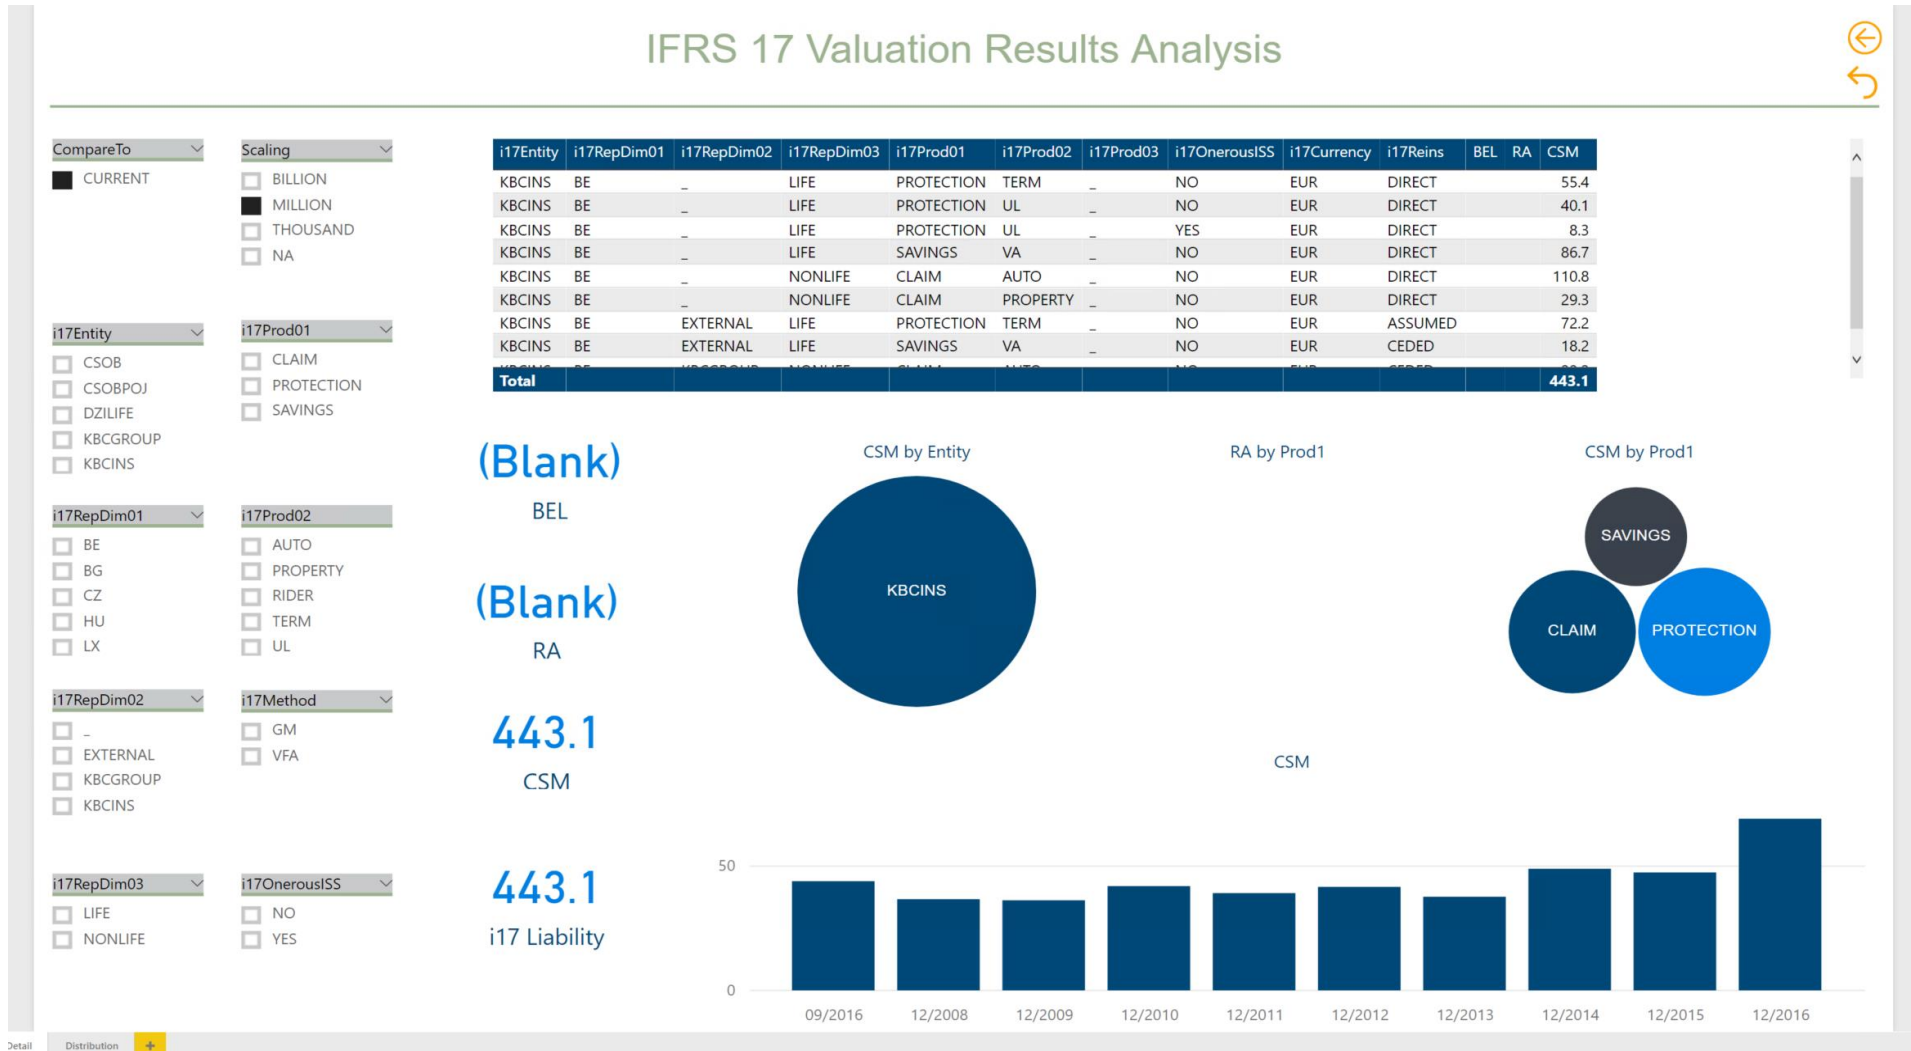 IFRS 17 Valuation Results Analysis
CompareTo
CURRENT
Scaling
BILLION
MILLION
THOUSAND
NA
i17Entity
CSOB
CSOBPOJ
DZILIFE
KBCGROUP
KBCINS
i17Prod01
CLAIM
PROTECTION
SAVINGS
i17RepDim01
BE
BG
CZ
HU
LX
i17Prod02
AUTO
PROPERTY
RIDER
TERM
UL
i17RepDim02
_
EXTERNAL
KBCGROUP
KBCINS
i17Method
GM
VFA
i17RepDim03
LIFE
NONLIFE
i17OnerousISS
NO
YES
i17Entity i17RepDim01 i17RepDim02 i17RepDim03 i17Prod01 i17Prod02 i17Prod03 i17OnerousISS i17Currency i17Reins BEL RA CSM
KBCINS BE _ LIFE PROTECTION TERM _ NO EUR DIRECT 55.4
KBCINS BE _ LIFE PROTECTION UL _ NO EUR DIRECT 40.1
KBCINS BE _ LIFE PROTECTION UL _ YES EUR DIRECT 8.3
KBCINS BE _ LIFE SAVINGS VA _ NO EUR DIRECT 86.7
KBCINS BE _ NONLIFE CLAIM AUTO _ NO EUR DIRECT 110.8
KBCINS BE _ NONLIFE CLAIM PROPERTY _ NO EUR DIRECT 29.3
KBCINS BE EXTERNAL LIFE PROTECTION TERM _ NO EUR ASSUMED 72.2
KBCINS BE EXTERNAL LIFE SAVINGS VA _ NO EUR CEDED 18.2
Total 443.1
(Blank)
BEL
(Blank)
RA
443.1
CSM
443.1
i17 Liability
CSM by Entity
KBCINS
RA by Prod1
CSM by Prod1
SAVINGS
CLAIM
PROTECTION
CSM
50
0
09/2016 12/2008 12/2009 12/2010 12/2011 12/2012 12/2013 12/2014 12/2015 12/2016
Detail Distribution +